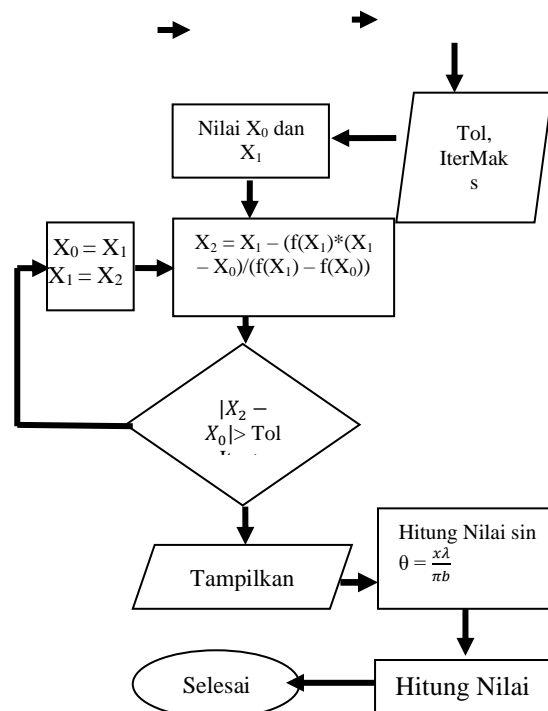 Tol,
IterMak
s
Nilai X₀ dan
X₁
X₀ = X₁
X₁ = X₂
X₂ = X₁ – (f(X₁)*(X₁
– X₀)/(f(X₁) – f(X₀))
|X₂ −
X₀|> Tol
Tampilkan
Hitung Nilai sin
θ = xλ/πb
Hitung Nilai
Selesai